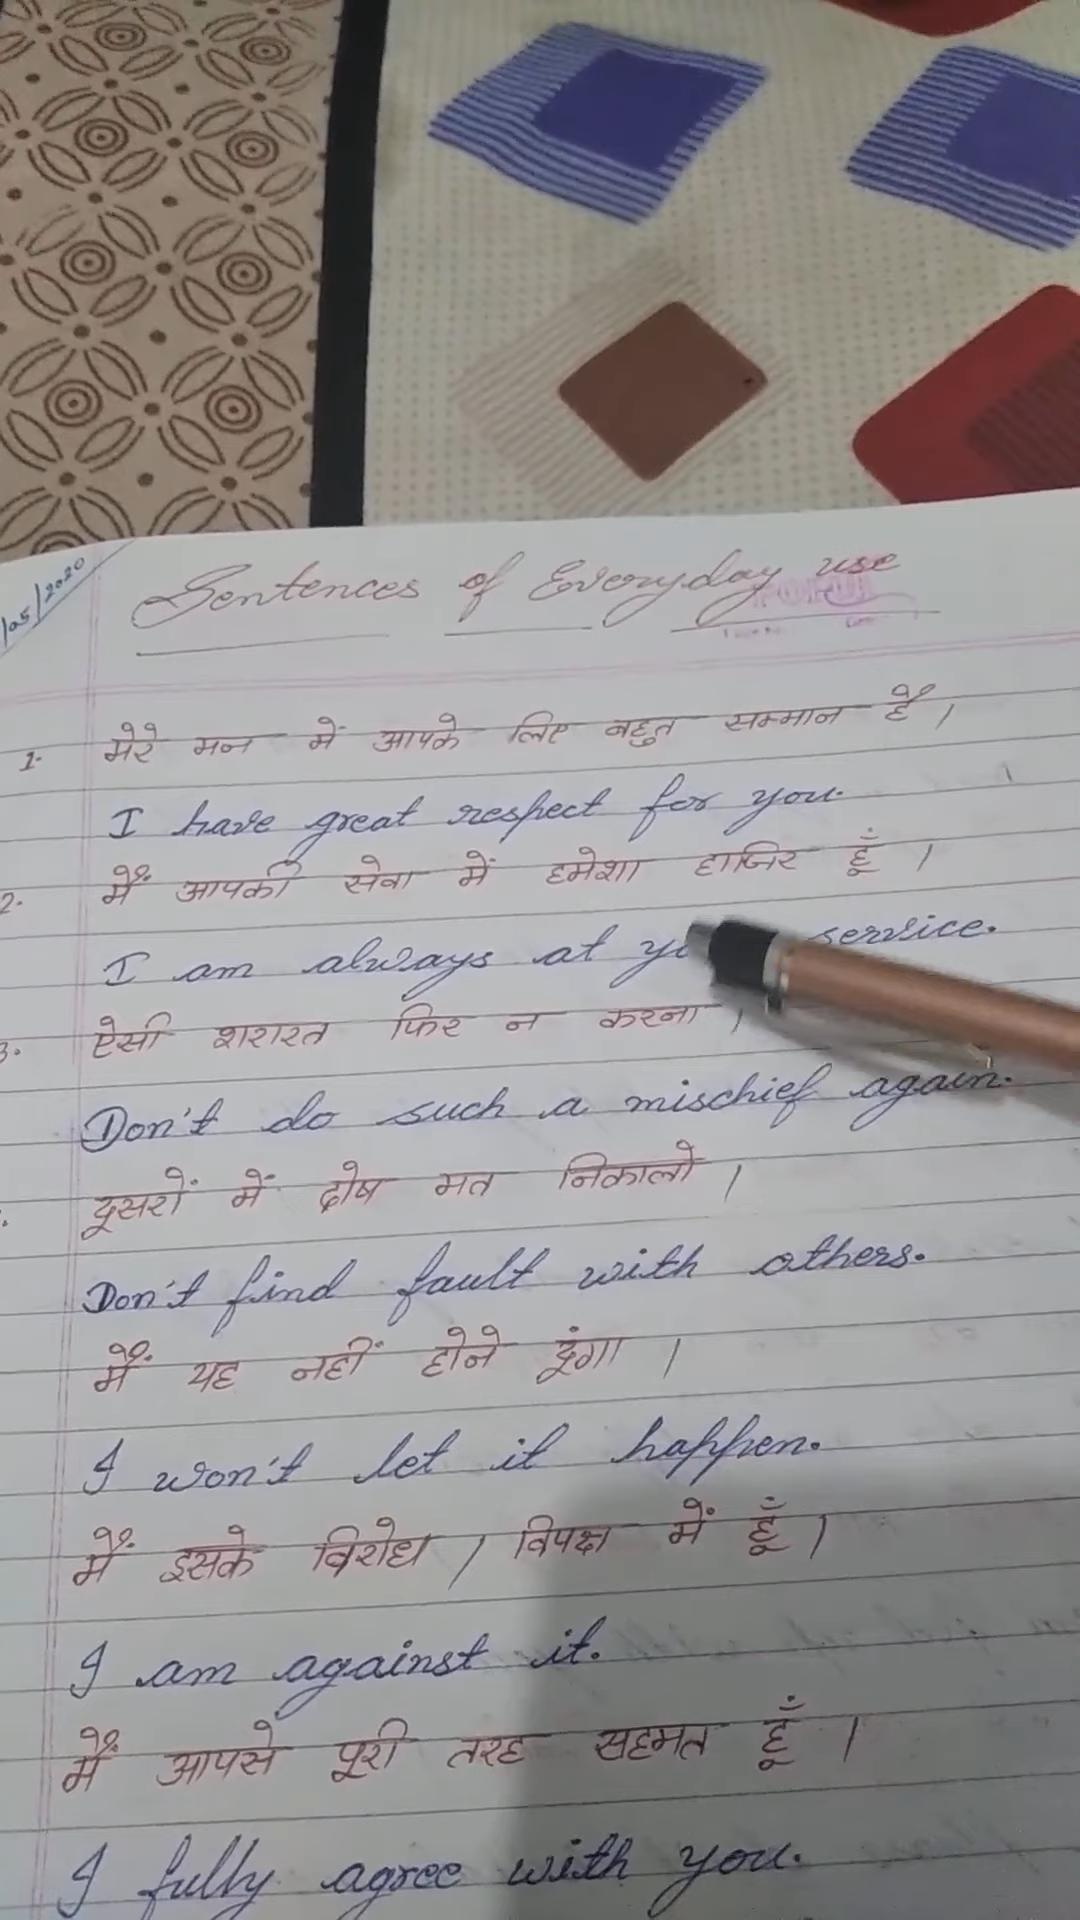 /05/2020
Sentences of Everyday use
1. मेरे मन में आपके लिए बहुत सम्मान है।
I have great respect for you.
2. मैं आपकी सेवा में हमेशा हाजिर हूँ।
I am always at service.
3. ऐसी शरारत फिर न करना।
Don't do such a mischief again.
दूसरों में दोष मत निकालो।
Don't find fault with others.
मैं यह नहीं होने दूंगा।
I won't let it happen.
मैं इसके विरोध / विपक्ष में हूँ।
I am against it.
मैं आपसे पूरी तरह सहमत हूँ।
I fully agree with you.